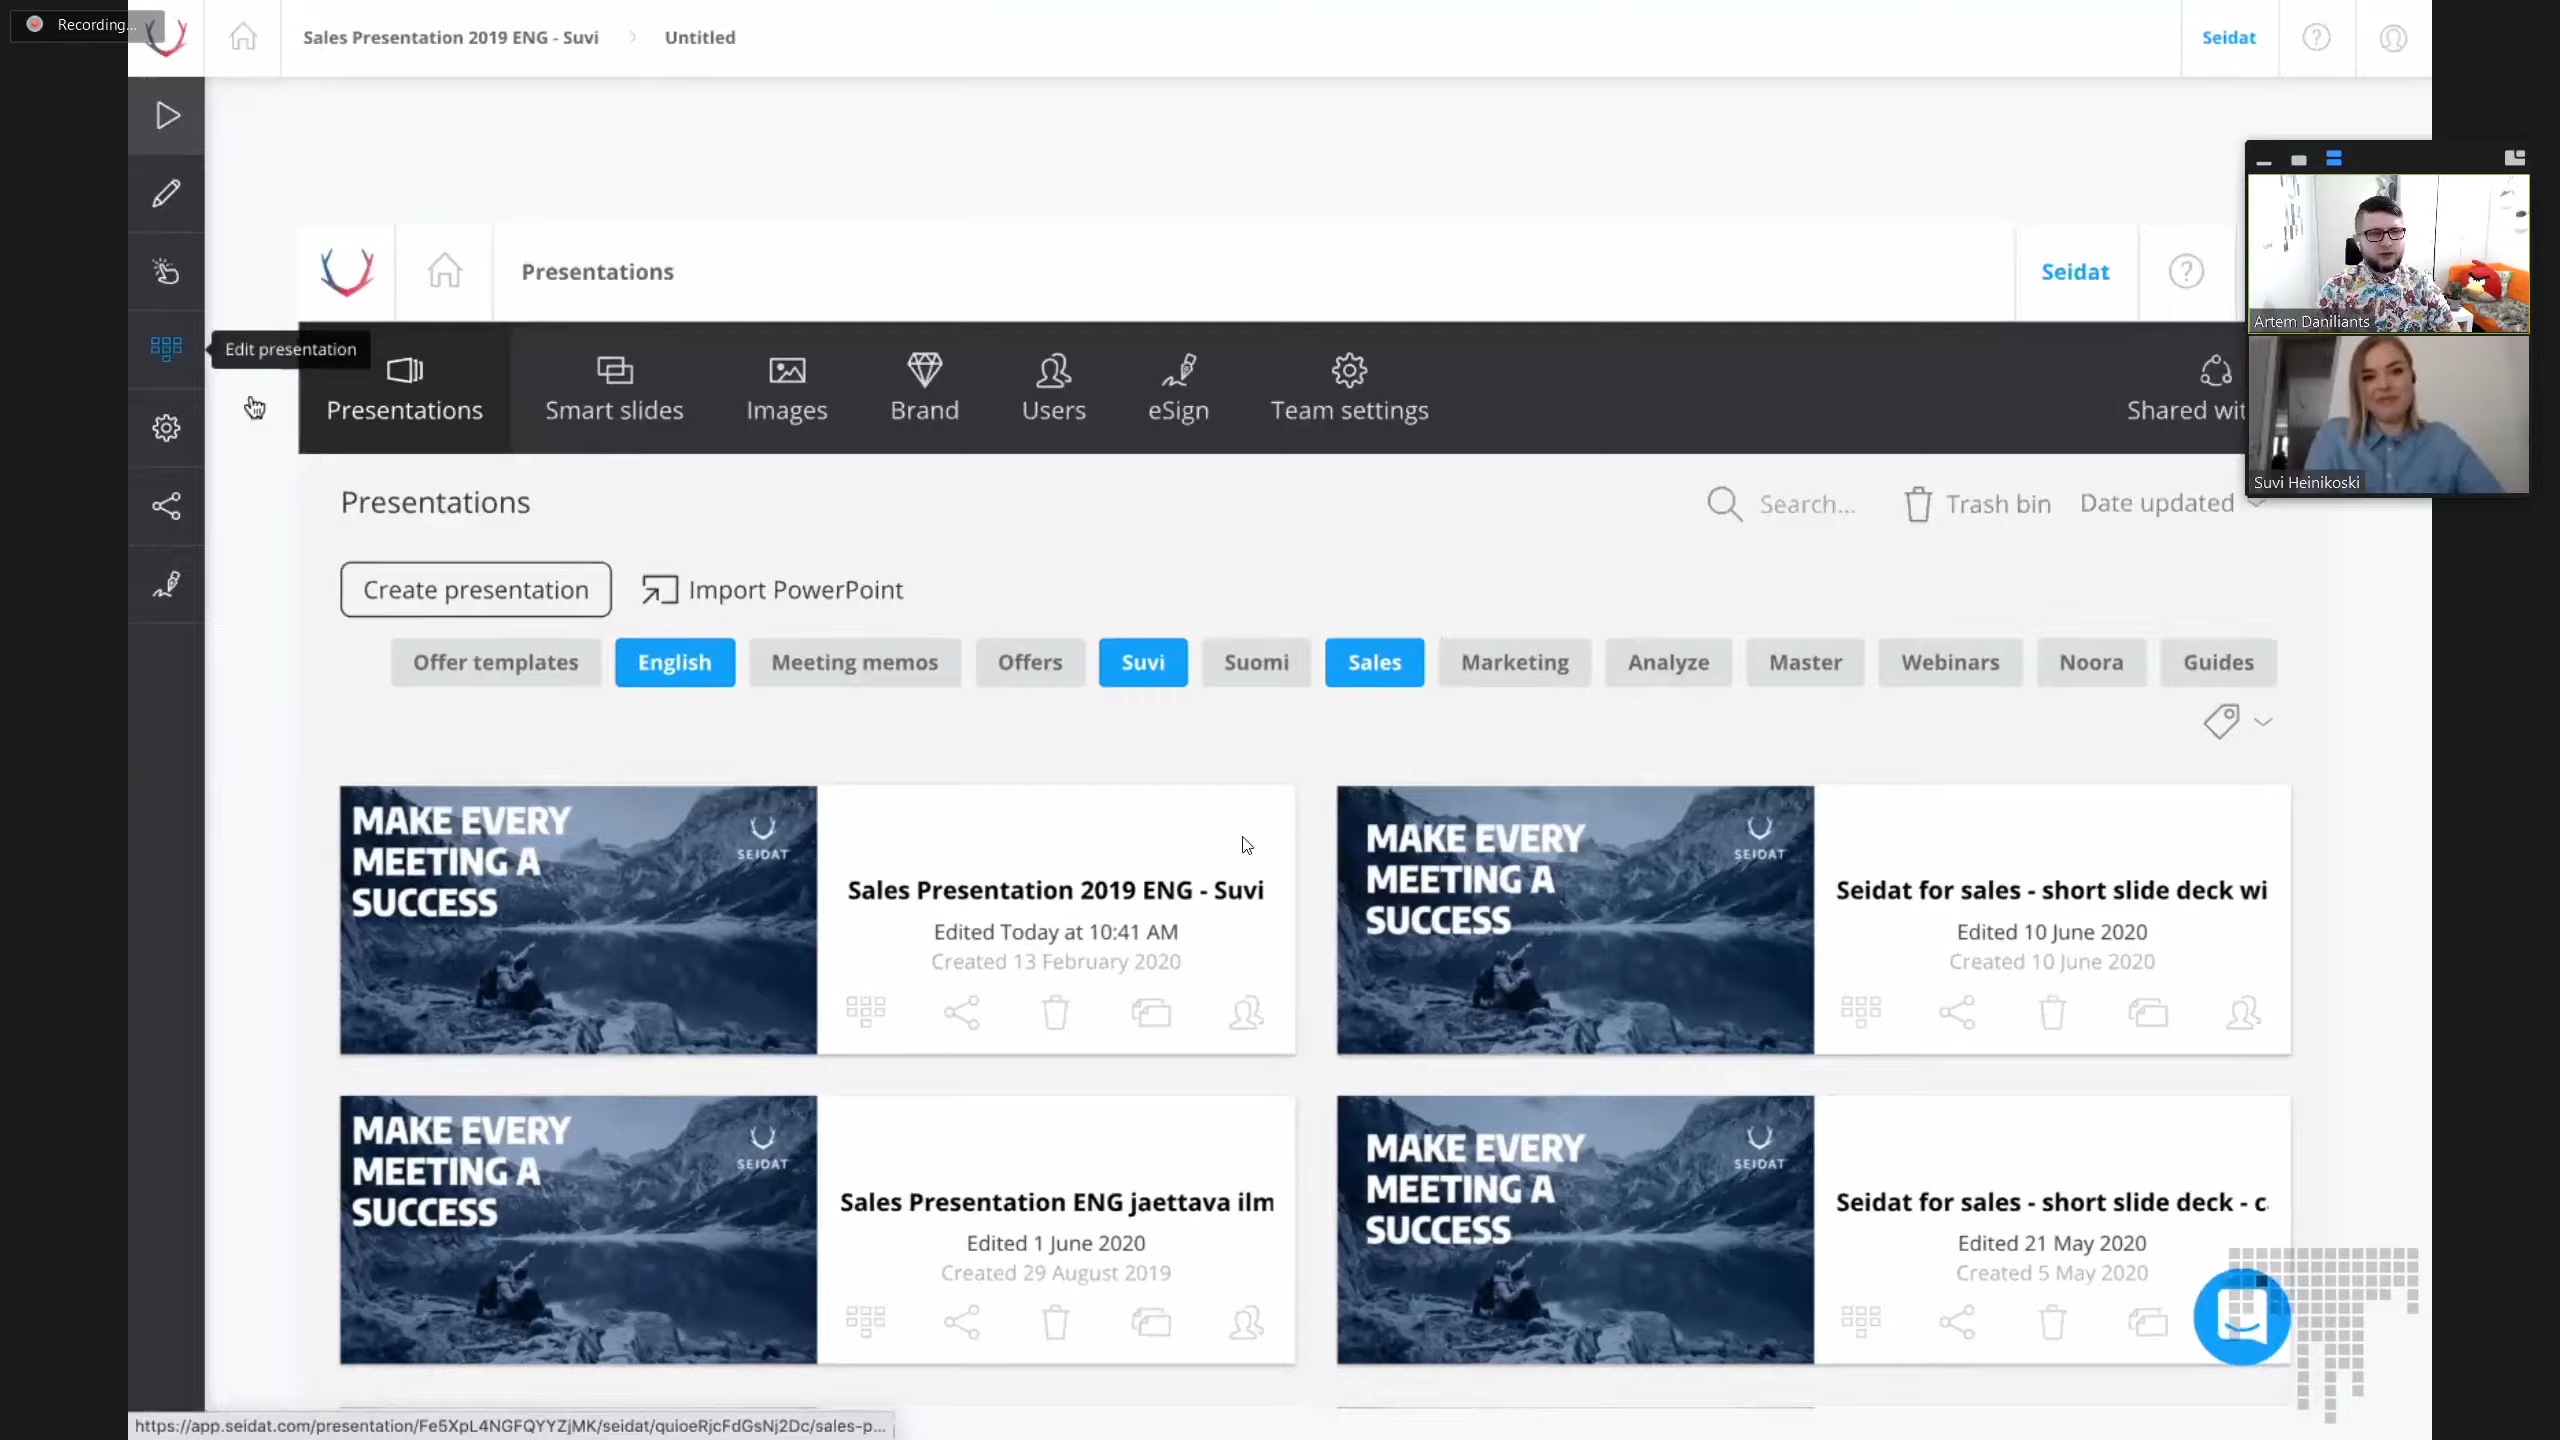 Recording...
Sales Presentation 2019 ENG - Suvi
Untitled
Seidat
Artem Daniliants
Suvi Heinikoski
Edit presentation
Presentations
Seidat
Presentations
Smart slides
Images
Brand
Users
eSign
Team settings
Shared wit
Presentations
Search...
Trash bin
Date updated
Create presentation
Import PowerPoint
Offer templates
English
Meeting memos
Offers
Suvi
Suomi
Sales
Marketing
Analyze
Master
Webinars
Noora
Guides
MAKE EVERY
MEETING A
SUCCESS
SEIDAT
Sales Presentation 2019 ENG - Suvi
Edited Today at 10:41 AM
Created 13 February 2020
MAKE EVERY
MEETING A
SUCCESS
SEIDAT
Seidat for sales - short slide deck wi
Edited 10 June 2020
Created 10 June 2020
MAKE EVERY
MEETING A
SUCCESS
SEIDAT
Sales Presentation ENG jaettava ilm
Edited 1 June 2020
Created 29 August 2019
MAKE EVERY
MEETING A
SUCCESS
SEIDAT
Seidat for sales - short slide deck - c
Edited 21 May 2020
Created 5 May 2020
https://app.seidat.com/presentation/Fe5XpL4NGFQYYZjMK/seidat/quioeRjcFdGsNj2Dc/sales-p...